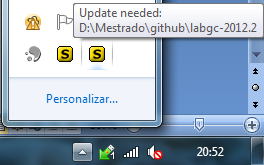 Update needed:
D:\Mestrado\github\labgc-2012.2
S S
Personalizar...
20:52